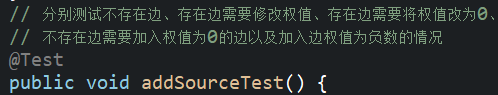 // 分别测试不存在边、存在边需要修改权值、存在边需要将权值改为0、
// 不存在边需要加入权值为0的边以及加入边权值为负数的情况
@Test
public void addSourceTest() {